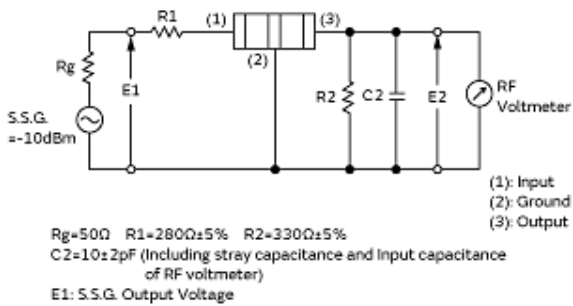 R1
(1)
(3)
(2)
Rg
E1
R2
C2
E2
RF
Voltmeter
S.S.G.
=-10dBm
(1): Input
(2): Ground
(3): Output
Rg=50Ω R1=280Ω±5% R2=330Ω±5%
C2=10±2pF (Including stray capacitance and Input capacitance
of RF voltmeter)
E1: S.S.G. Output Voltage